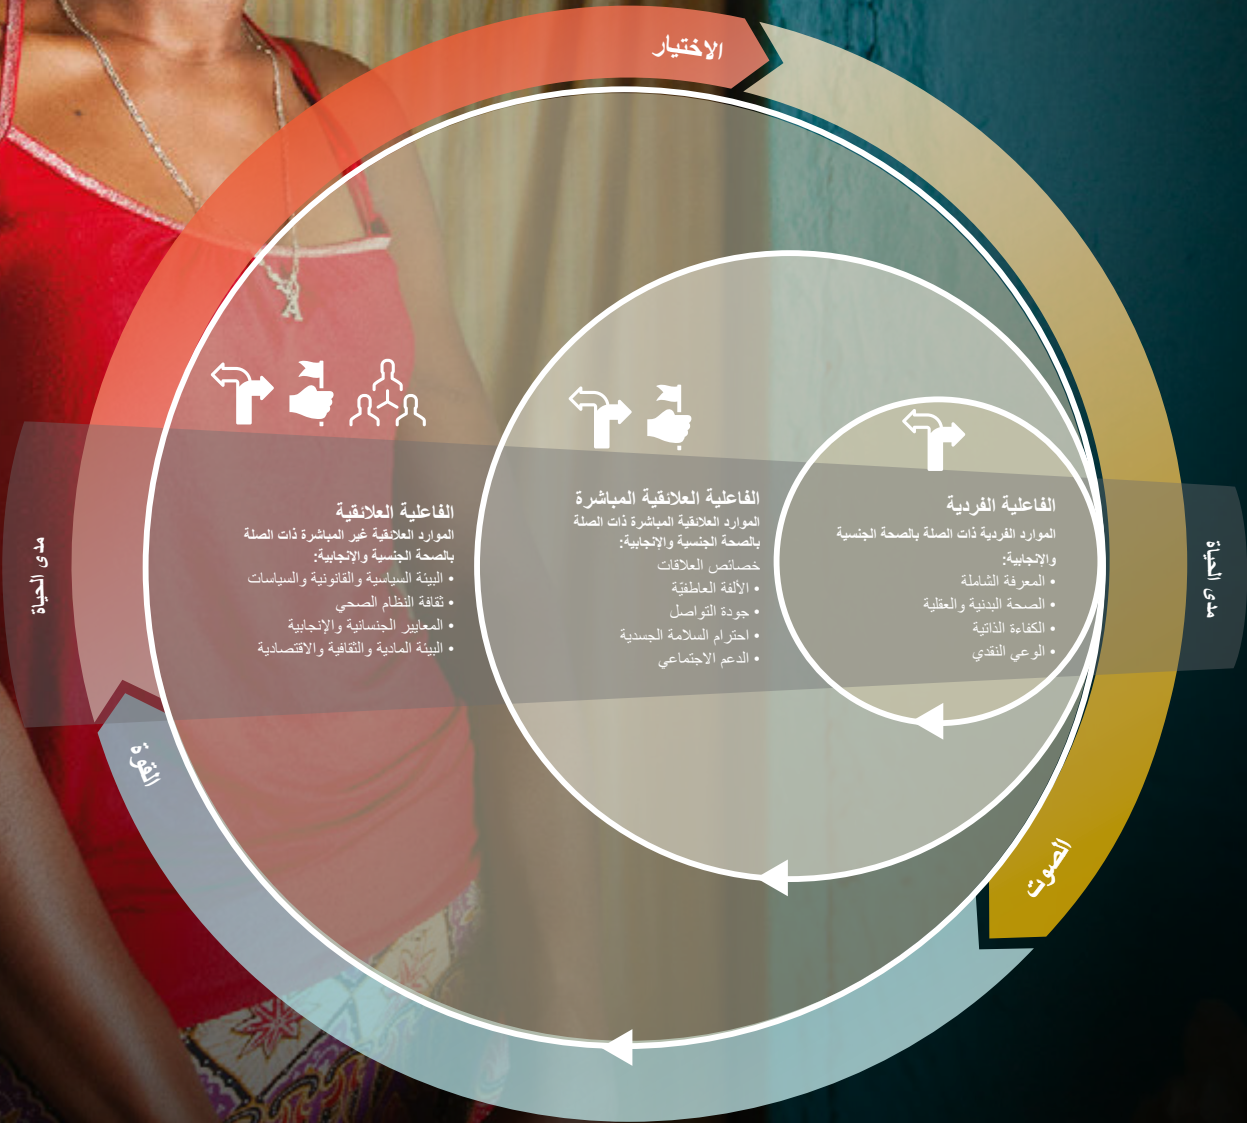 الاختيار
الفاعلية الفردية
الموارد الفردية ذات الصلة بالصحة الجنسية
والإنجابية:
• المعرفة الشاملة
• الصحة البدنية والعقلية
• الكفاءة الذاتية
• الوعي النقدي
الفاعلية العلائقية المباشرة
الموارد العلائقية المباشرة ذات الصلة
بالصحة الجنسية والإنجابية:
خصائص العلاقات
• الألفة العاطفيّة
• جودة التواصل
• احترام السلامة الجسدية
• الدعم الاجتماعي
الفاعلية العلائقية
الموارد العلائقية غير المباشرة ذات الصلة
بالصحة الجنسية والإنجابية:
• البيئة السياسية والقانونية والسياسات
• ثقافة النظام الصحي
• المعايير الجنسانية والإنجابية
• البيئة المادية والثقافية والاقتصادية
مدى الحياة
مدى الحياة
الصوت
القوة